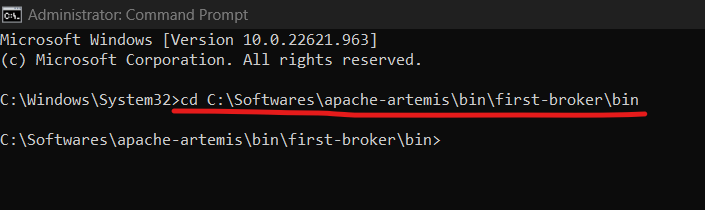 Administrator: Command Prompt
Microsoft Windows [Version 10.0.22621.963]
(c) Microsoft Corporation. All rights reserved.
C:\Windows\System32>cd C:\Softwares\apache-artemis\bin\first-broker\bin
C:\Softwares\apache-artemis\bin\first-broker\bin>